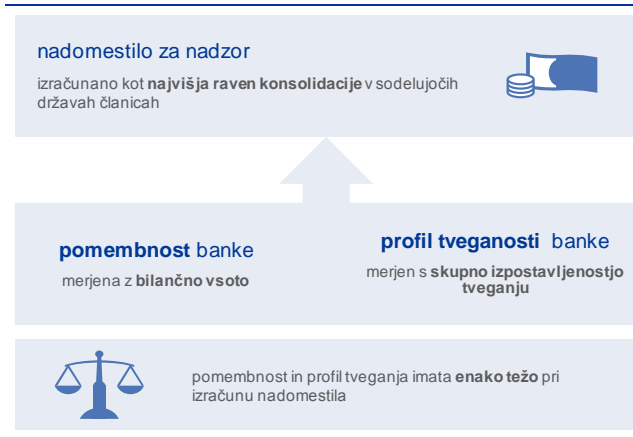 nadomestilo za nadzor
izračunano kot najvišja raven konsolidacije v sodelujočih
državah članicah
pomembnost banke
merjena z bilančno vsoto
profil tveganosti banke
merjen s skupno izpostavljenostjo
tveganju
pomembnost in profil tveganja imata enako težo pri
izračunu nadomestila